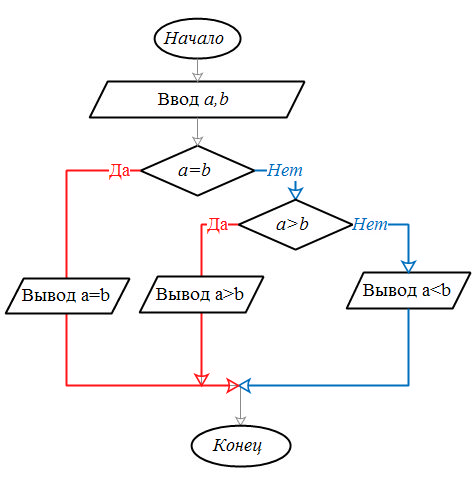 Начало
Ввод a,b
a=b
Да
Нет
a>b
Да
Нет
Вывод a=b
Вывод a>b
Вывод a<b
Конец